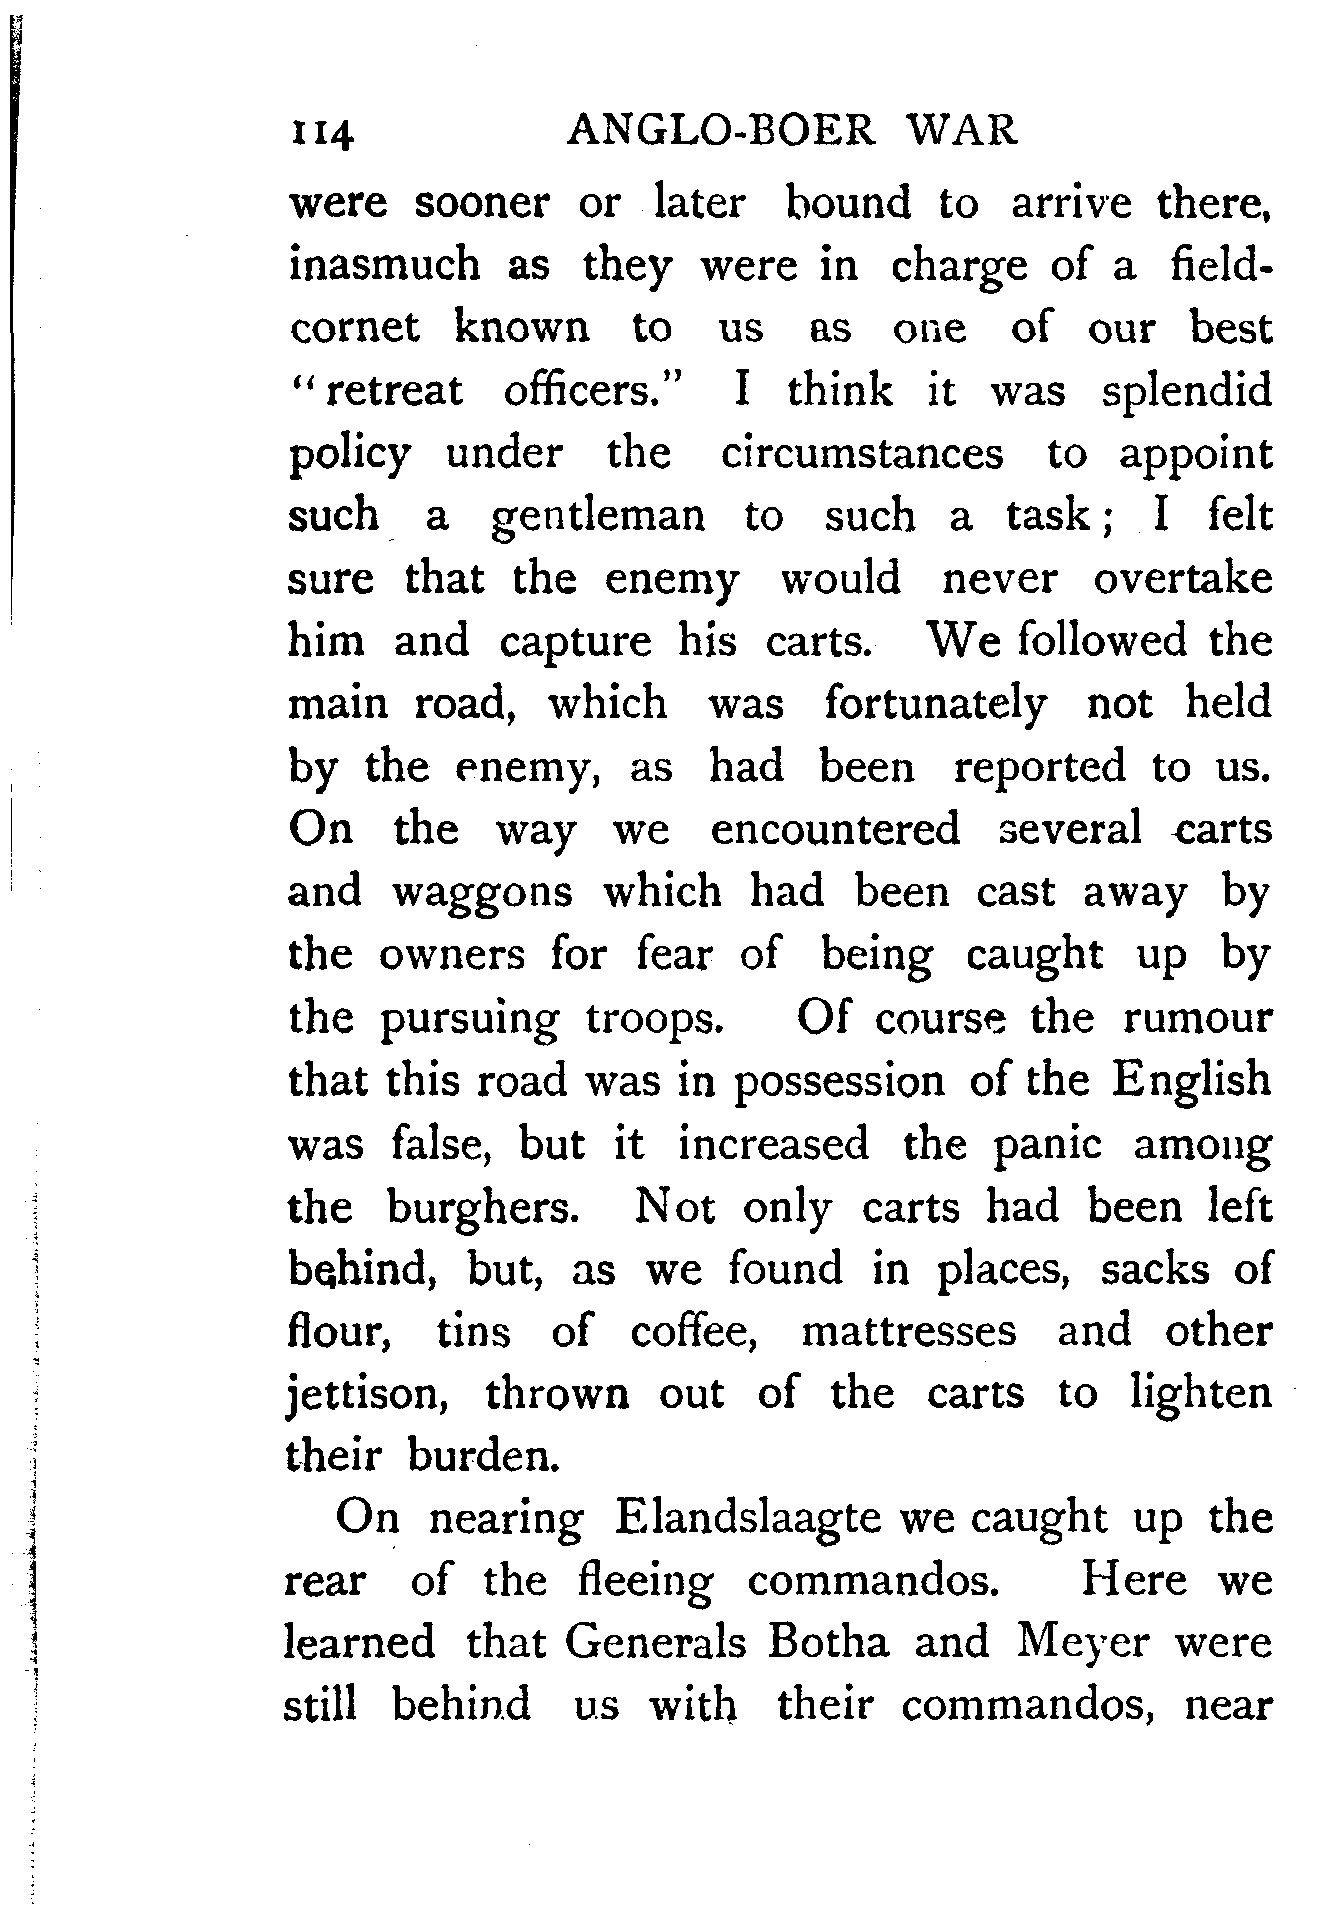 114 ANGLO-BOER WAR
were sooner or later bound to arrive there,
inasmuch as they were in charge of a field-
cornet known to us as one of our best
"retreat officers." I think it was splendid
policy under the circumstances to appoint
such a gentleman to such a task; I felt
sure that the enemy would never overtake
him and capture his carts. We followed the
main road, which was fortunately not held
by the enemy, as had been reported to us.
On the way we encountered several carts
and waggons which had been cast away by
the owners for fear of being caught up by
the pursuing troops. Of course the rumour
that this road was in possession of the English
was false, but it increased the panic among
the burghers. Not only carts had been left
behind, but, as we found in places, sacks of
flour, tins of coffee, mattresses and other
jettison, thrown out of the carts to lighten
their burden.
On nearing Elandslaagte we caught up the
rear of the fleeing commandos. Here we
learned that Generals Botha and Meyer were
still behind us with their commandos, near